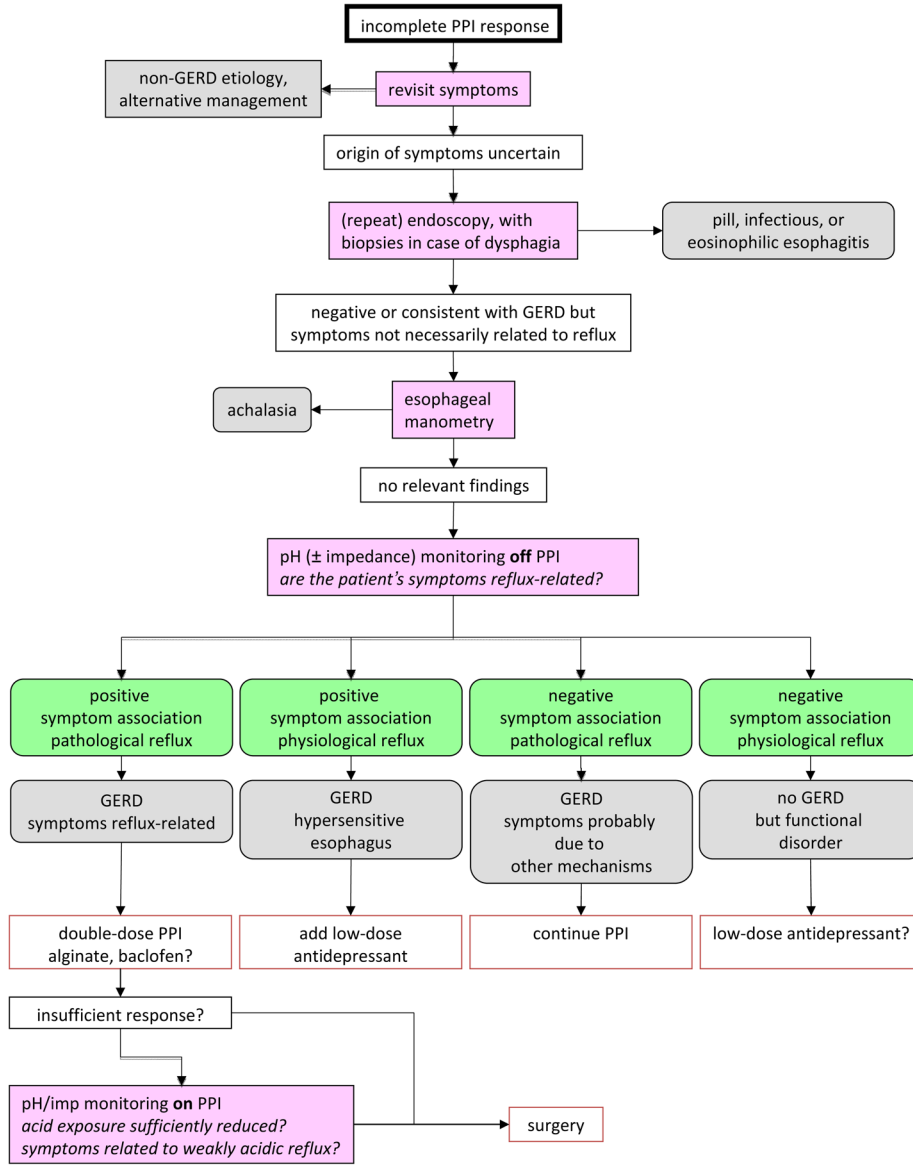 incomplete PPI response
non-GERD etiology,
alternative management
revisit symptoms
origin of symptoms uncertain
(repeat) endoscopy, with
biopsies in case of dysphagia
pill, infectious, or
eosinophilic esophagitis
negative or consistent with GERD but
symptoms not necessarily related to reflux
achalasia
esophageal
manometry
no relevant findings
pH (± impedance) monitoring off PPI
are the patient's symptoms reflux-related?
positive
symptom association
pathological reflux
positive
symptom association
physiological reflux
negative
symptom association
pathological reflux
negative
symptom association
physiological reflux
GERD
symptoms reflux-related
GERD
hypersensitive
esophagus
GERD
symptoms probably
due to
other mechanisms
no GERD
but functional
disorder
double-dose PPI
alginate, baclofen?
add low-dose
antidepressant
continue PPI
low-dose antidepressant?
insufficient response?
pH/imp monitoring on PPI
acid exposure sufficiently reduced?
symptoms related to weakly acidic reflux?
surgery